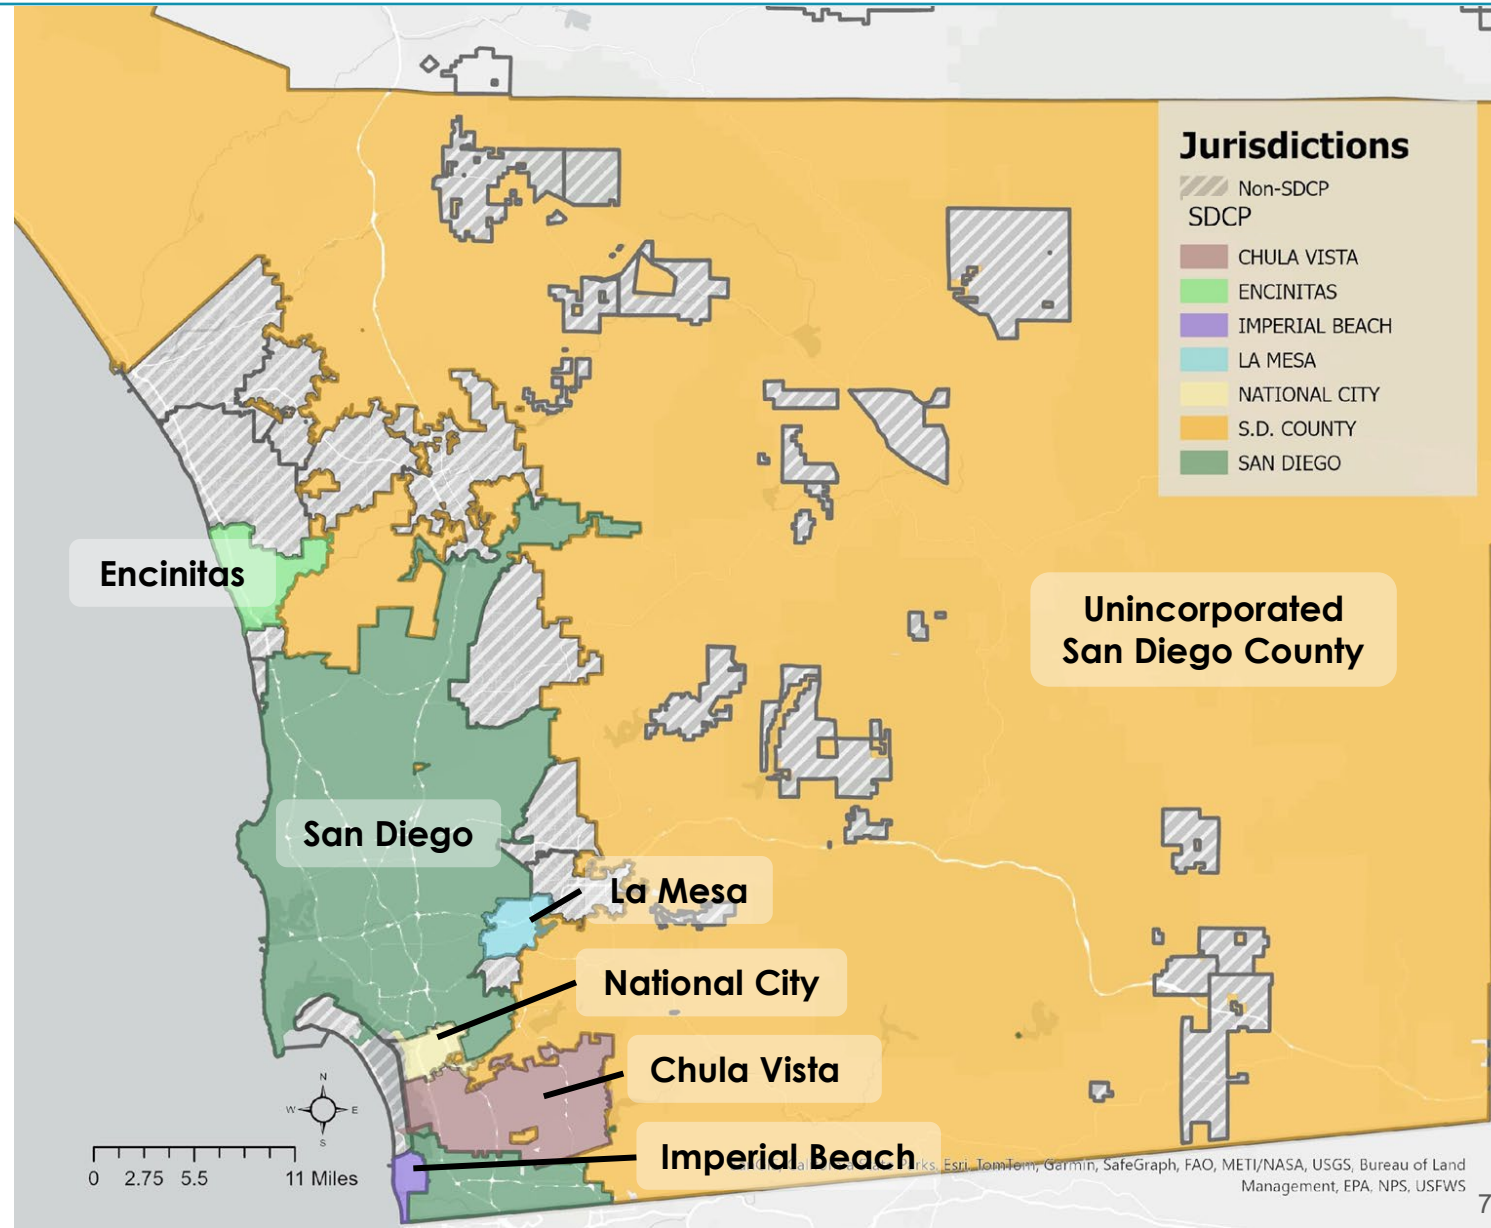 Jurisdictions
Non-SDCP
SDCP
CHULA VISTA
ENCINITAS
IMPERIAL BEACH
LA MESA
NATIONAL CITY
S.D. COUNTY
SAN DIEGO
Encinitas
Unincorporated
San Diego County
San Diego
La Mesa
National City
Chula Vista
Imperial Beach
N
W E
S
0 2.75 5.5 11 Miles
Esri, TomTom, Garmin, SafeGraph, FAO, METI/NASA, USGS, Bureau of Land
Management, EPA, NPS, USFWS
7